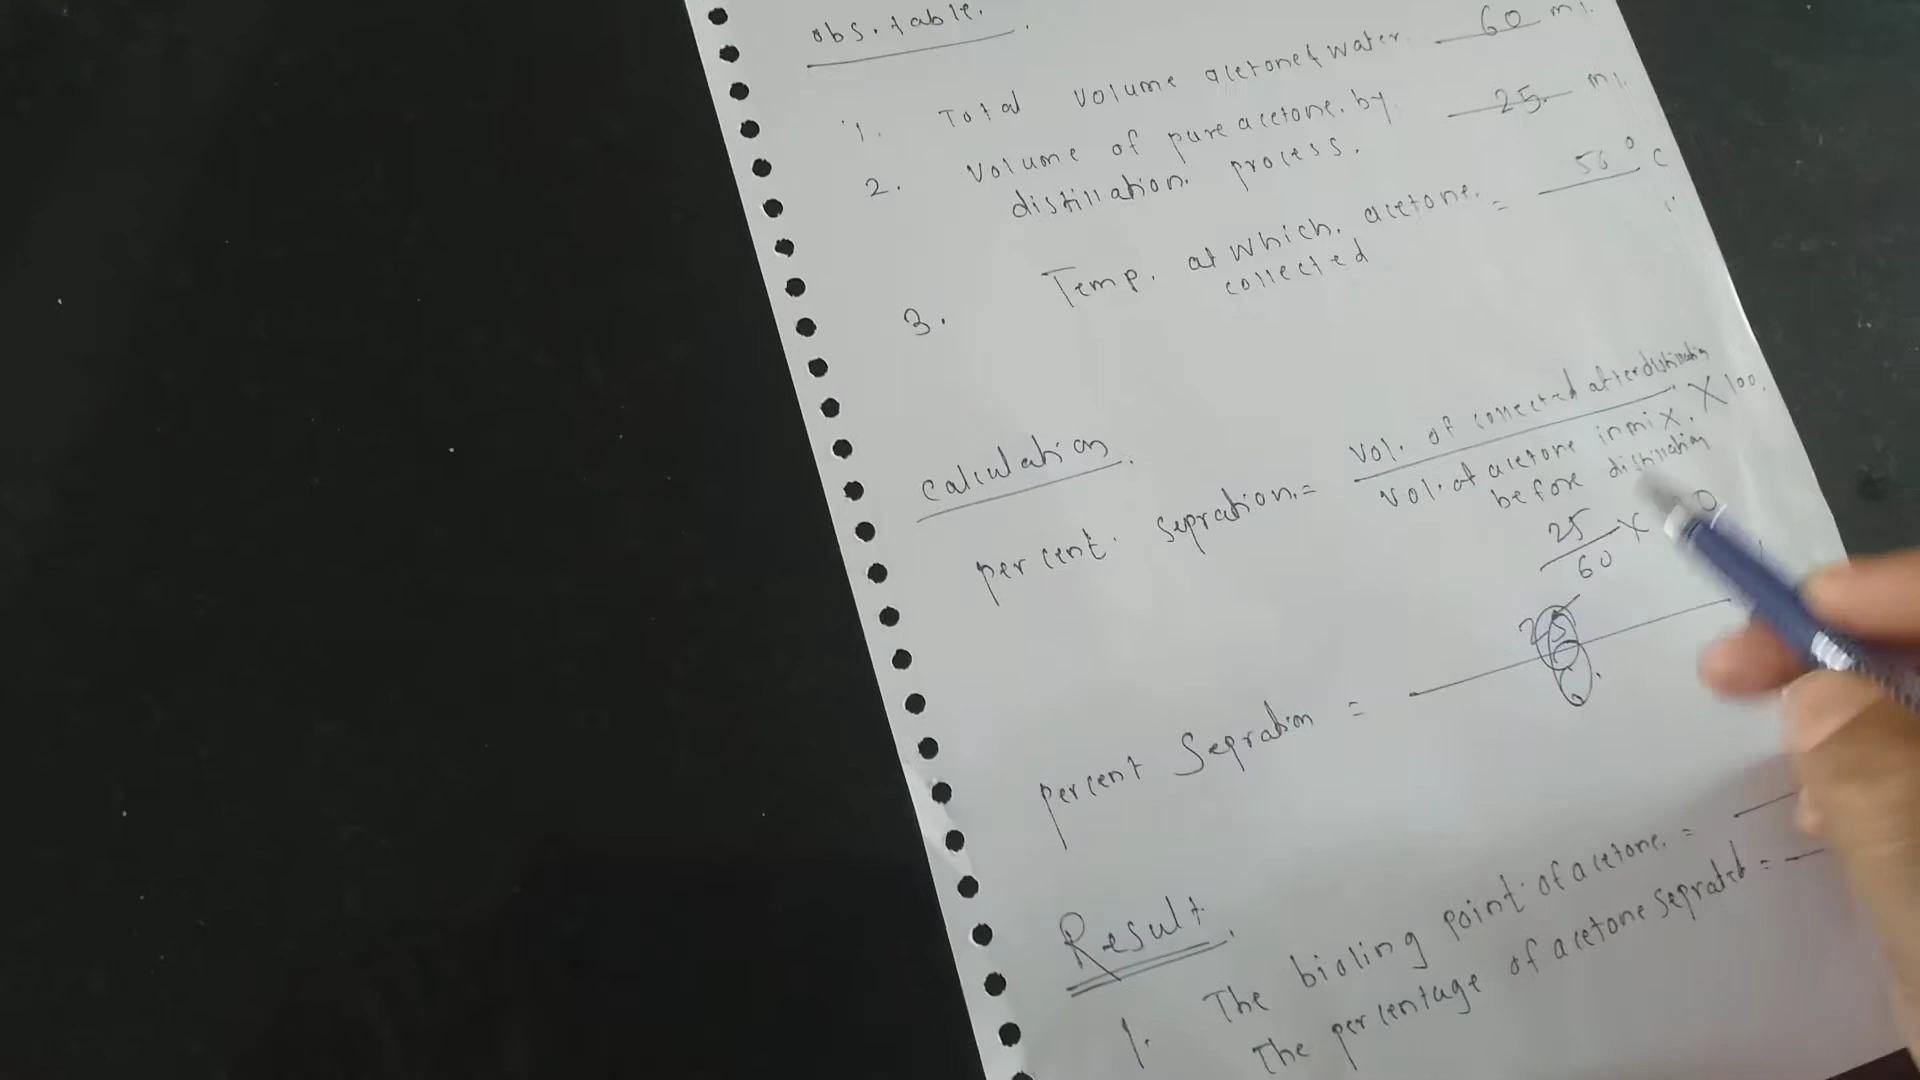 obs. table.
1. Total volume acetone & water 60 ml.
2. volume of pure acetone. by 25. ml.
distillation. process.
3. Temp. at which. acetone. = 56° C
collected
calculation.
percent. sepration. = Vol. of collected after distillation X 100.
vol. of acetone in mix.
before distillation
25
60 X
percent Sepration =
Result.
1. The bioling point of acetone. =
The percentage of acetone seprated =